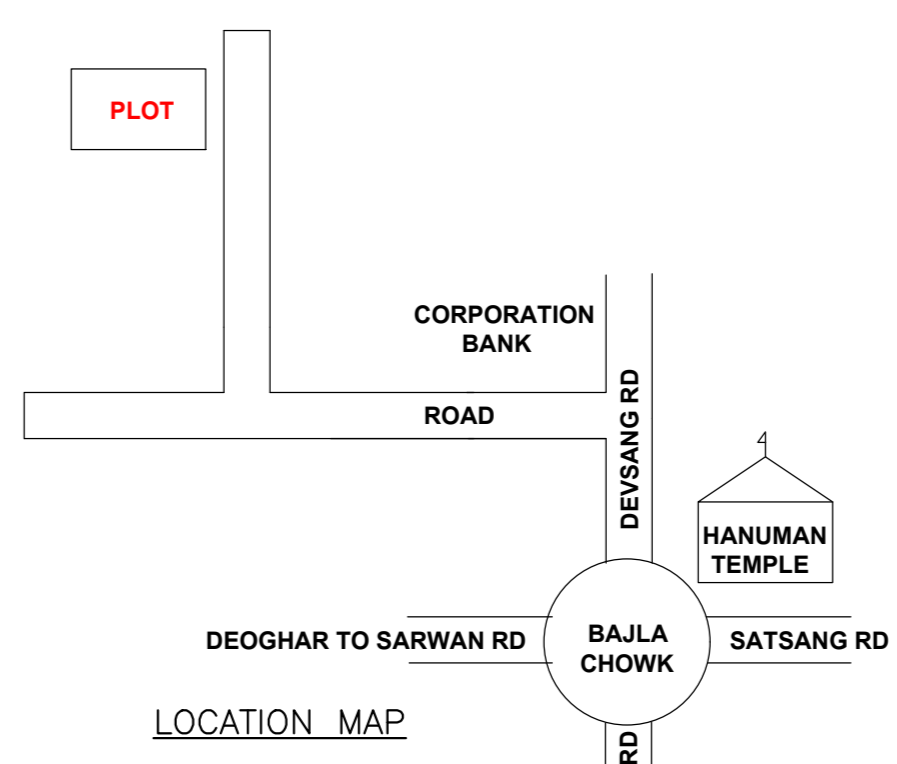 PLOT
CORPORATION
BANK
ROAD
DEVSANG RD
HANUMAN
TEMPLE
DEOGHAR TO SARWAN RD
BAJLA
CHOWK
SATSANG RD
LOCATION MAP
RD